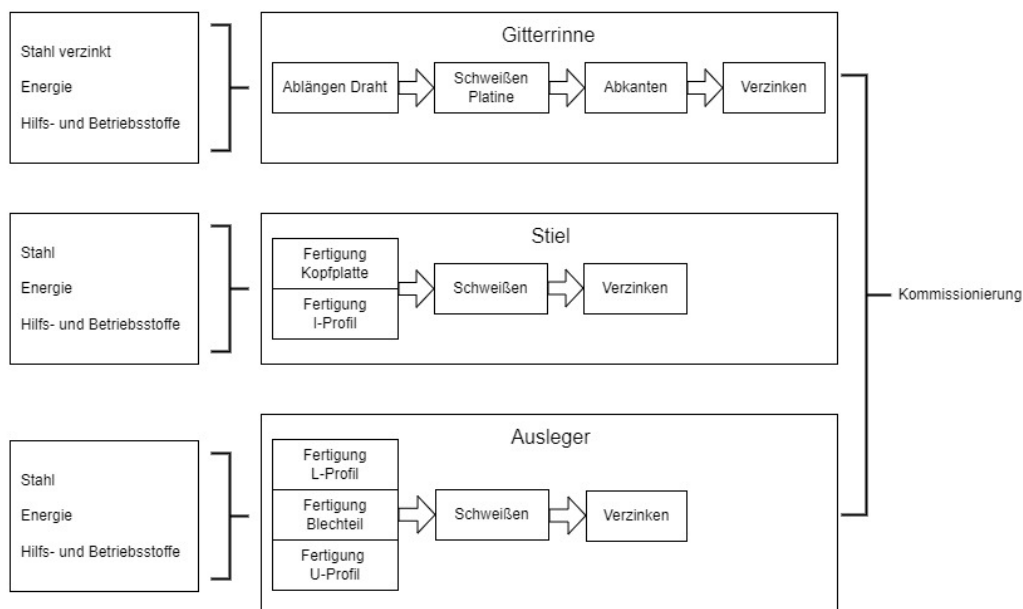 Stahl verzinkt
Energie
Hilfs- und Betriebsstoffe
Gitterrinne
Ablängen Draht
Schweißen
Platine
Abkanten
Verzinken
Stahl
Energie
Hilfs- und Betriebsstoffe
Stiel
Fertigung
Kopfplatte
Fertigung
I-Profil
Schweißen
Verzinken
Kommissionierung
Stahl
Energie
Hilfs- und Betriebsstoffe
Ausleger
Fertigung
L-Profil
Fertigung
Blechteil
Fertigung
U-Profil
Schweißen
Verzinken